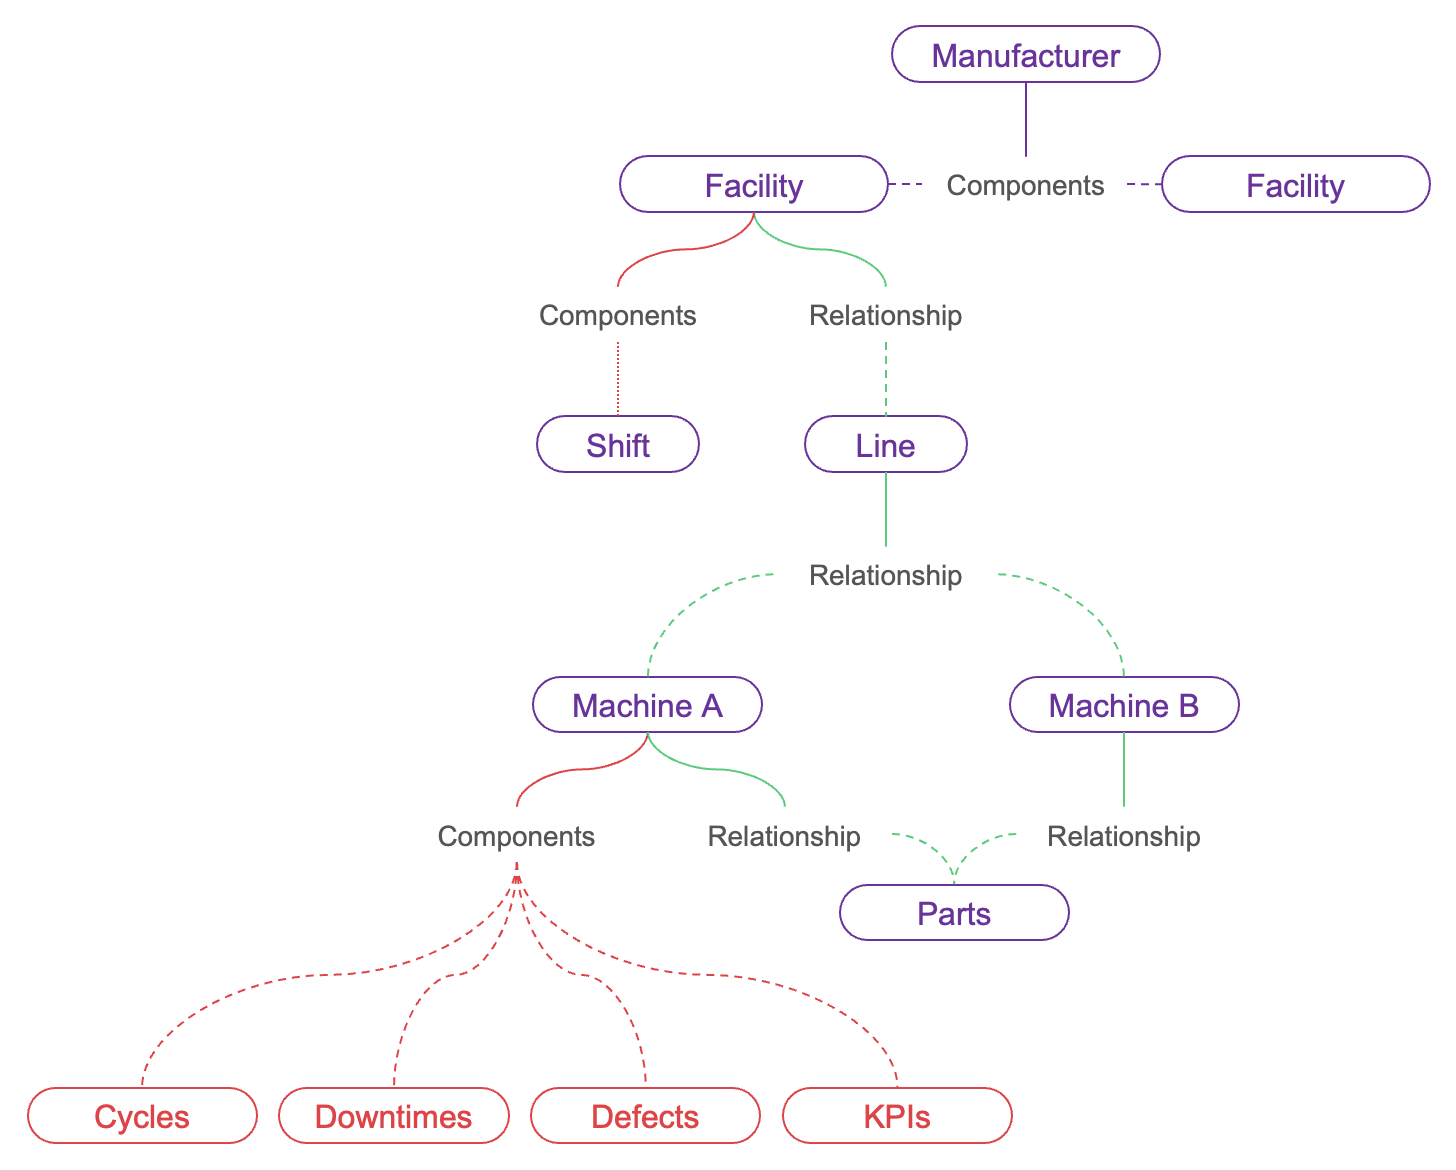 Manufacturer
Facility
Components
Facility
Components
Relationship
Shift
Line
Relationship
Machine A
Machine B
Components
Relationship
Relationship
Parts
Cycles
Downtimes
Defects
KPIs